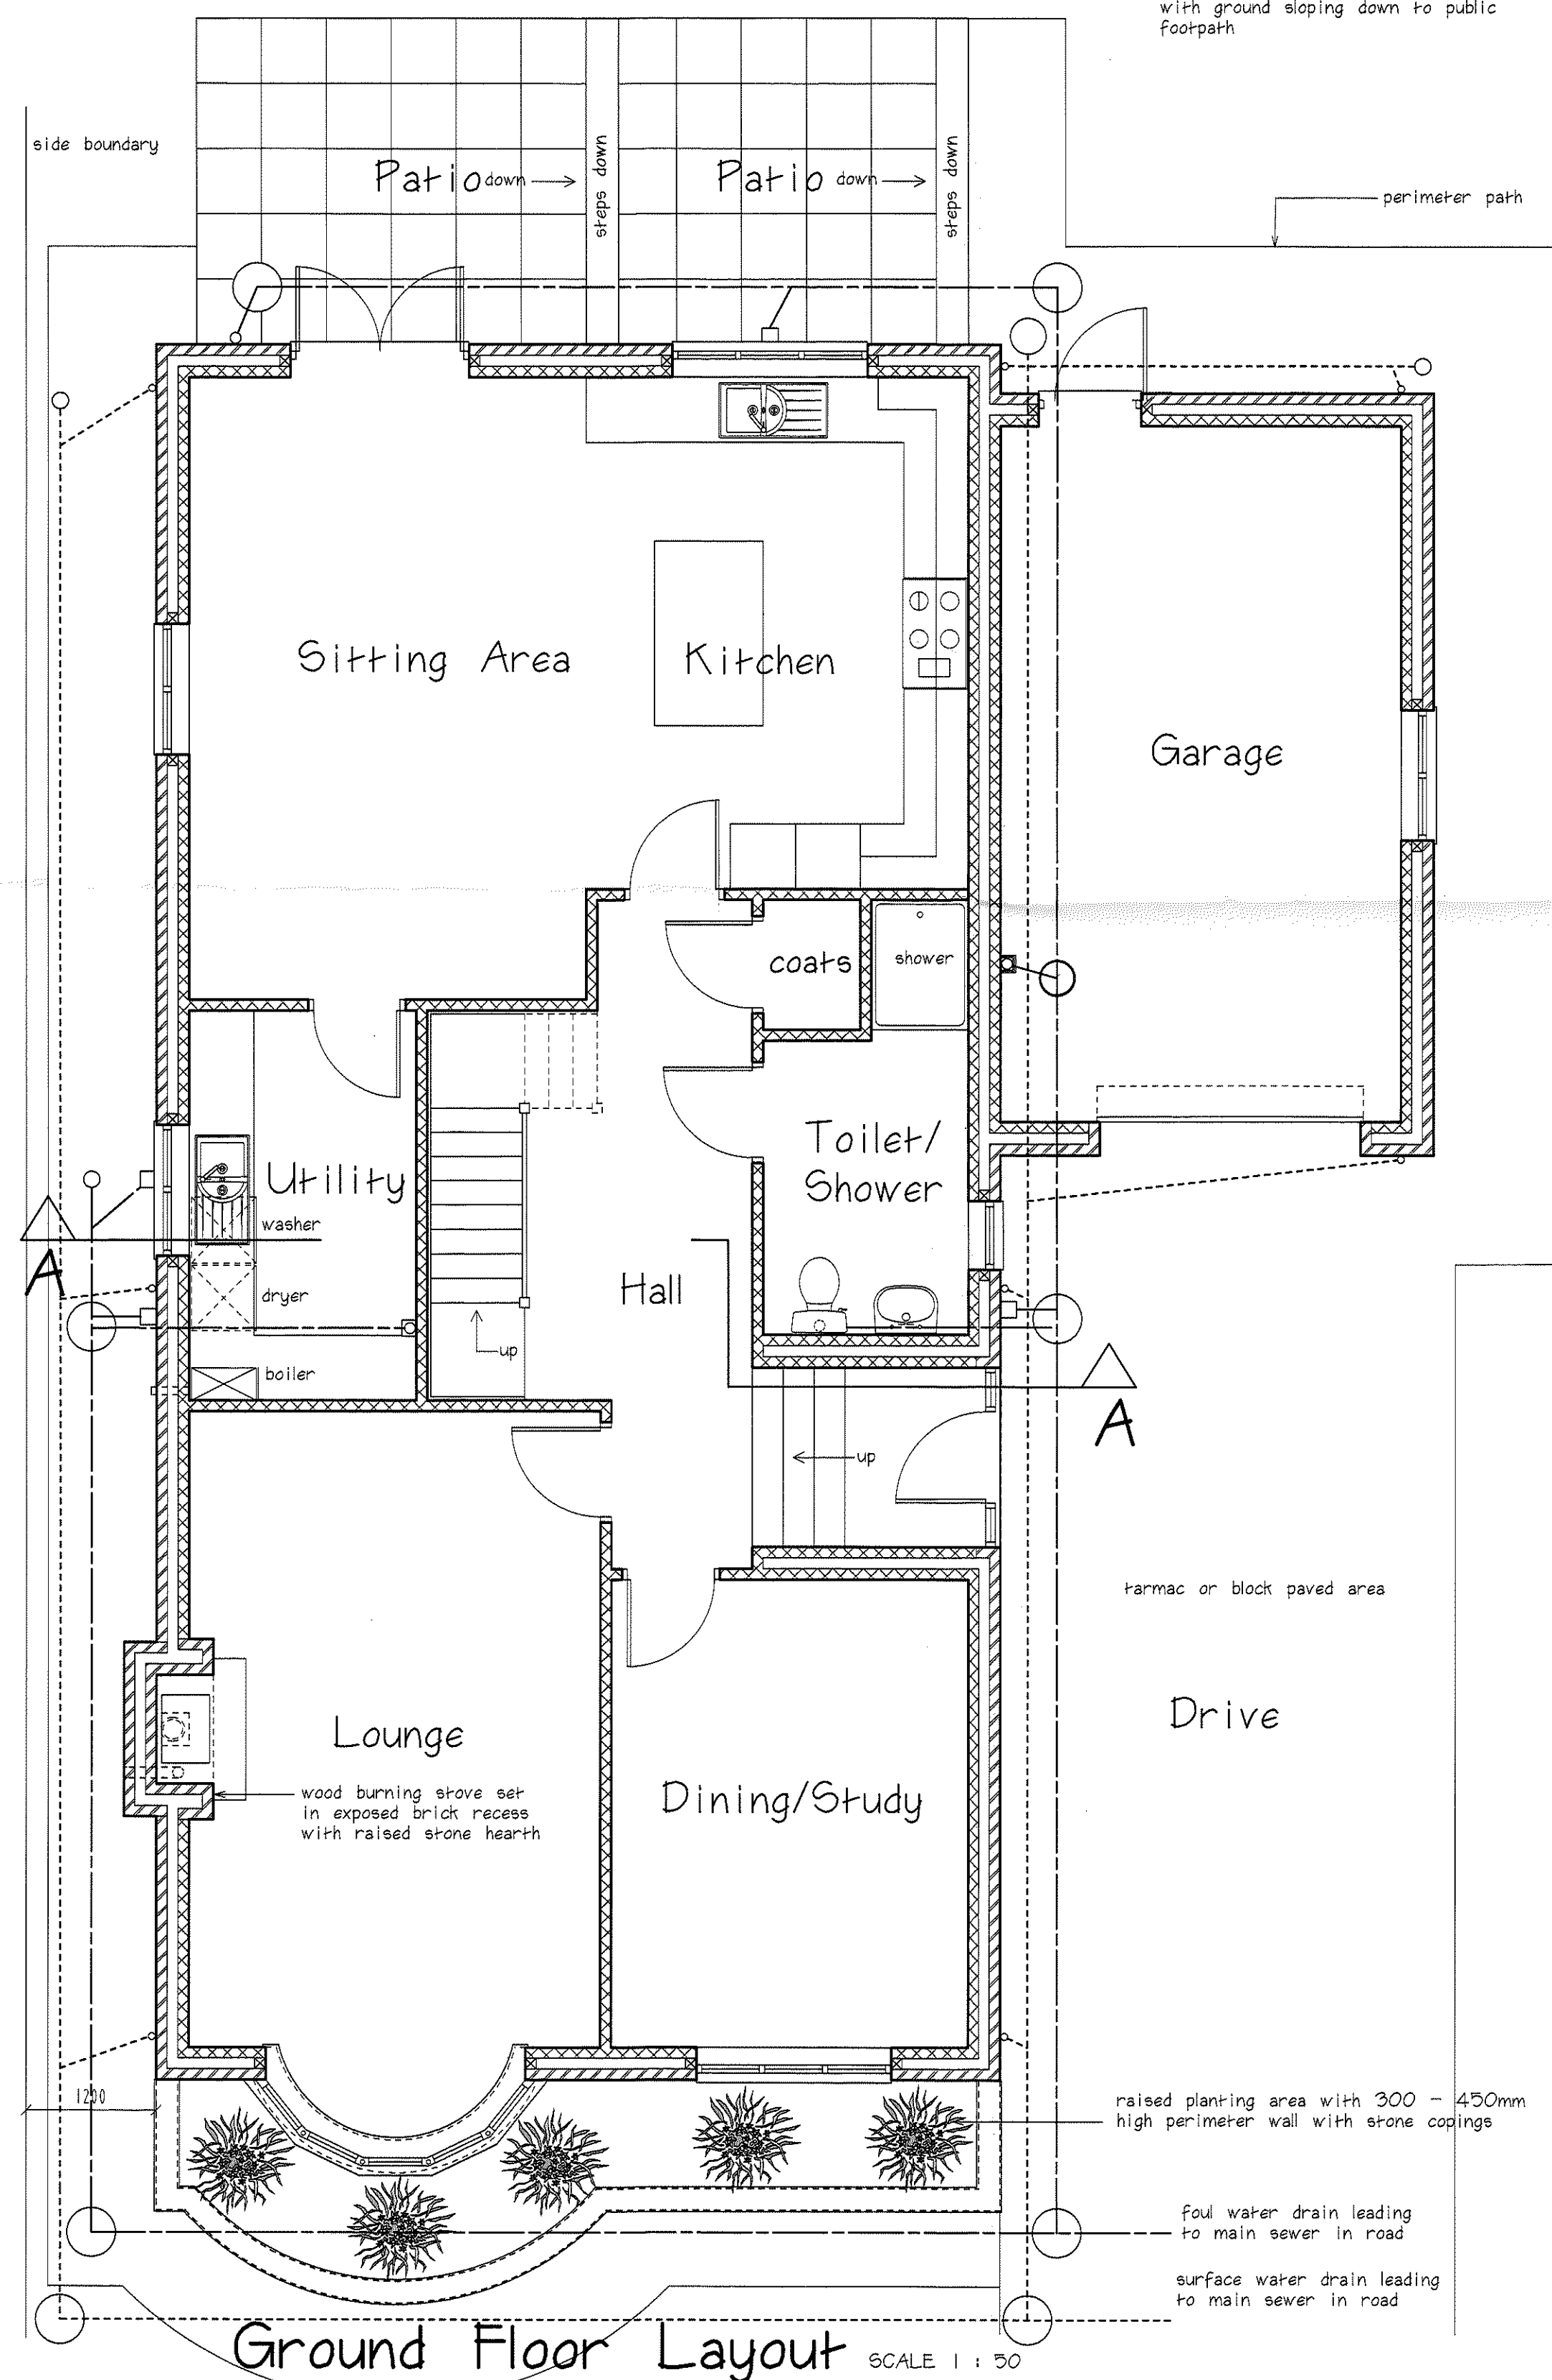 with ground sloping down to public
footpath
side boundary
Patio down
steps down
Patio down
steps down
perimeter path
Sitting Area
Kitchen
Garage
coats
shower
Toilet/
Shower
Utility
washer
A
dryer
Hall
up
boiler
A
up
tarmac or block paved area
Drive
Lounge
wood burning stove set
in exposed brick recess
with raised stone hearth
Dining/Study
1200
raised planting area with 300 - 450mm
high perimeter wall with stone copings
foul water drain leading
to main sewer in road
surface water drain leading
to main sewer in road
Ground Floor Layout SCALE 1 : 50